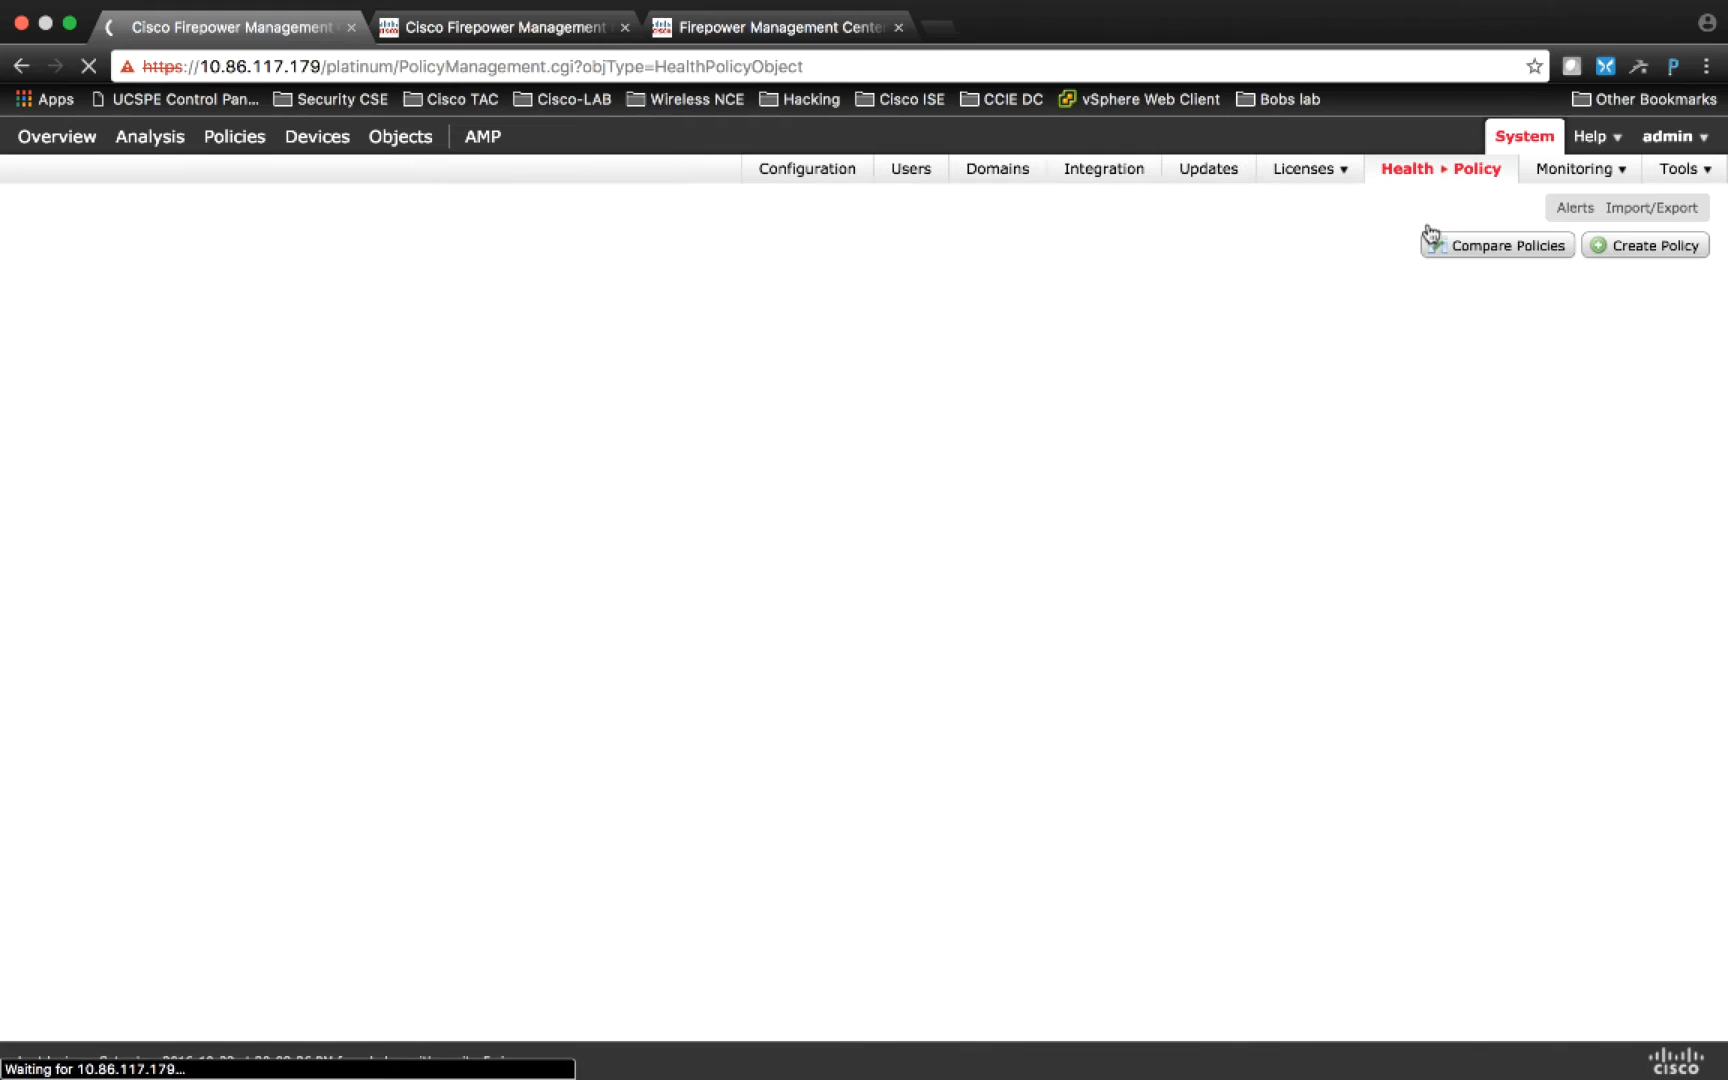 Cisco Firepower Management
Cisco Firepower Management
Firepower Management Cente
https://10.86.117.179/platinum/PolicyManagement.cgi?objType=HealthPolicyObject
Apps UCSPE Control Pan... Security CSE Cisco TAC Cisco-LAB Wireless NCE Hacking Cisco ISE CCIE DC vSphere Web Client Bobs lab Other Bookmarks
Overview Analysis Policies Devices Objects AMP System Help admin
Configuration Users Domains Integration Updates Licenses Health Policy Monitoring Tools
Alerts Import/Export
Compare Policies Create Policy
Waiting for 10.86.117.179...
CISCO